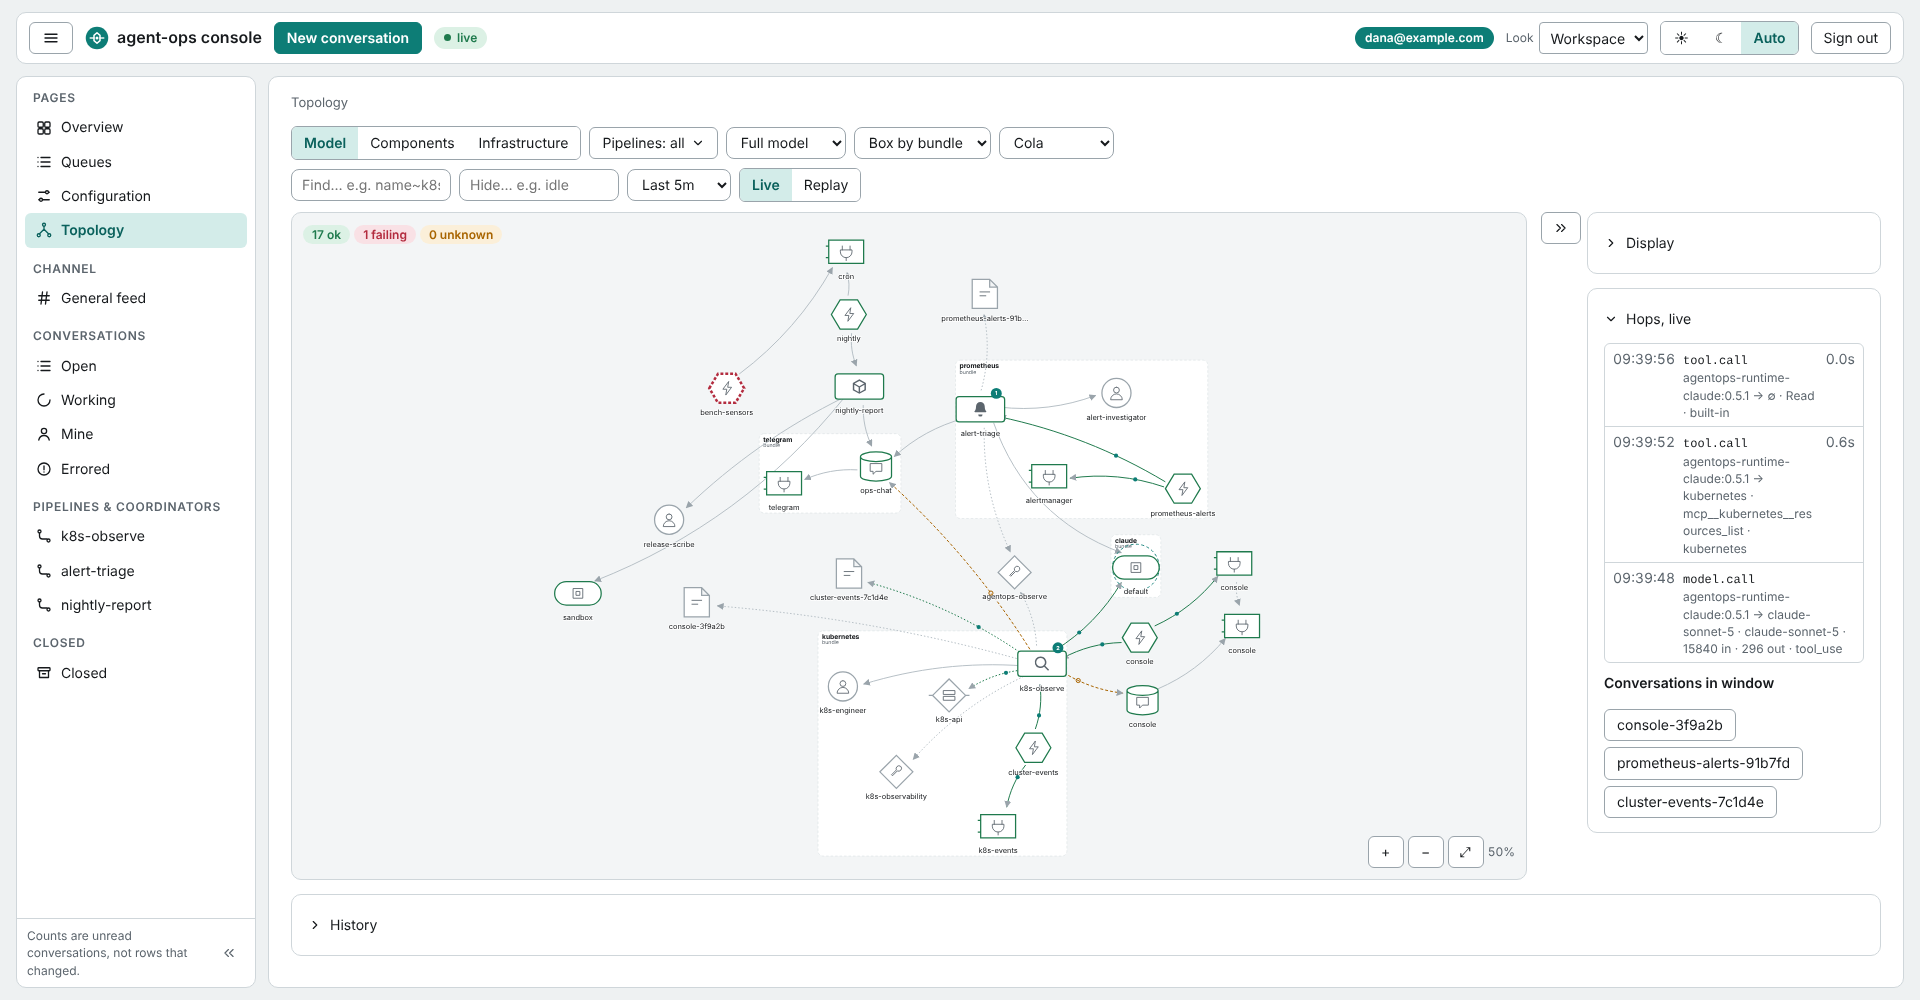 agent-ops console
New conversation
live
dana@example.com
Look
Workspace
Auto
Sign out
PAGES
Overview
Queues
Configuration
Topology
CHANNEL
General feed
CONVERSATIONS
Open
Working
Mine
Errored
PIPELINES & COORDINATORS
k8s-observe
alert-triage
nightly-report
CLOSED
Closed
Counts are unread
conversations, not rows that
changed.
Topology
Model
Components
Infrastructure
Pipelines: all
Full model
Box by bundle
Cola
Find... e.g. name~k8s
Hide... e.g. idle
Last 5m
Live
Replay
17 ok
1 failing
0 unknown
cron
nightly
prometheus-alerts-91b...
bench-sensors
nightly-report
prometheus
bundle
1
alert-triage
alert-investigator
telegram
bundle
ops-chat
telegram
alertmanager
prometheus-alerts
release-scribe
claude
bundle
default
sandbox
cluster-events-7c1d4e
console-3f9a2b
agentops-observe
console
console
console
console
kubernetes
bundle
2
k8s-observe
k8s-engineer
k8s-api
cluster-events
k8s-observability
k8s-events
50%
Display
Hops, live
09:39:56 tool.call 0.0s
agentops-runtime-
claude:0.5.1 → ∅ · Read
· built-in
09:39:52 tool.call 0.6s
agentops-runtime-
claude:0.5.1 →
kubernetes ·
mcp__kubernetes__res
ources_list ·
kubernetes
09:39:48 model.call
agentops-runtime-
claude:0.5.1 → claude-
sonnet-5 · claude-sonnet-5 ·
15840 in · 296 out · tool_use
Conversations in window
console-3f9a2b
prometheus-alerts-91b7fd
cluster-events-7c1d4e
History